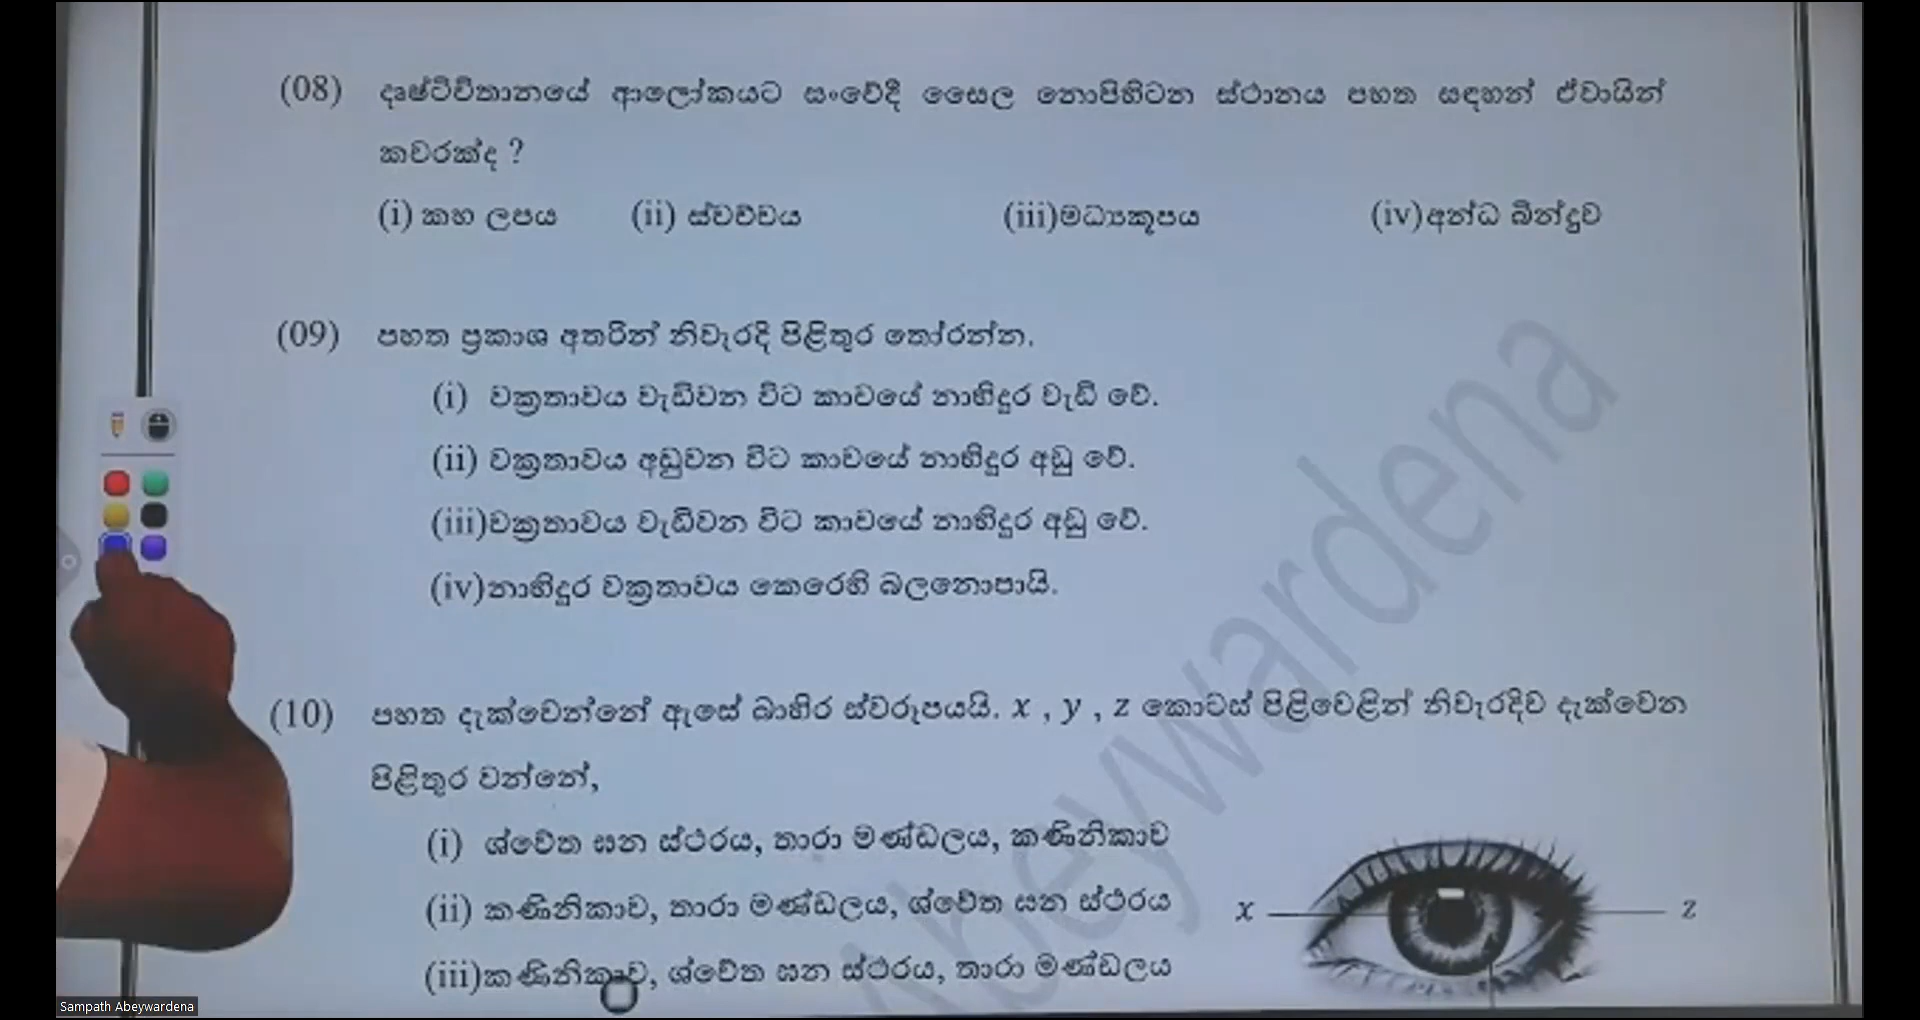 (08) දෘෂ්ටිවිතානයේ ආලෝකයට සංවේදී සෛල නොපිහිටන ස්ථානය පහත සඳහන් ඒවායින්
කවරක්ද ?
(i) කහ ලපය (ii) ස්වච්චය (iii)මධ්‍යකූපය (iv)අන්ධ බින්දුව
(09) පහත ප්‍රකාශ අතරින් නිවැරදි පිළිතුර තෝරන්න.
(i) වක්‍රතාවය වැඩිවන විට කාචයේ නාභිදුර වැඩි වේ.
(ii) වක්‍රතාවය අඩුවන විට කාචයේ නාභිදුර අඩු වේ.
(iii)වක්‍රතාවය වැඩිවන විට කාචයේ නාභිදුර අඩු වේ.
(iv)නාභිදුර වක්‍රතාවය කෙරෙහි බලනොපායි.
(10) පහත දැක්වෙන්නේ ඇසේ බාහිර ස්වරූපයයි. x , y , z කොටස් පිළිවෙළින් නිවැරදිව දැක්වෙන
පිළිතුර වන්නේ,
(i) ශ්වේත ඝන ස්ථරය, තාරා මණ්ඩලය, කණිනිකාව
(ii) කණිනිකාව, තාරා මණ්ඩලය, ශ්වේත ඝන ස්ථරය
x z
(iii)කණිනිකාව, ශ්වේත ඝන ස්ථරය, තාරා මණ්ඩලය
Abeywardena
Sampath Abeywardena